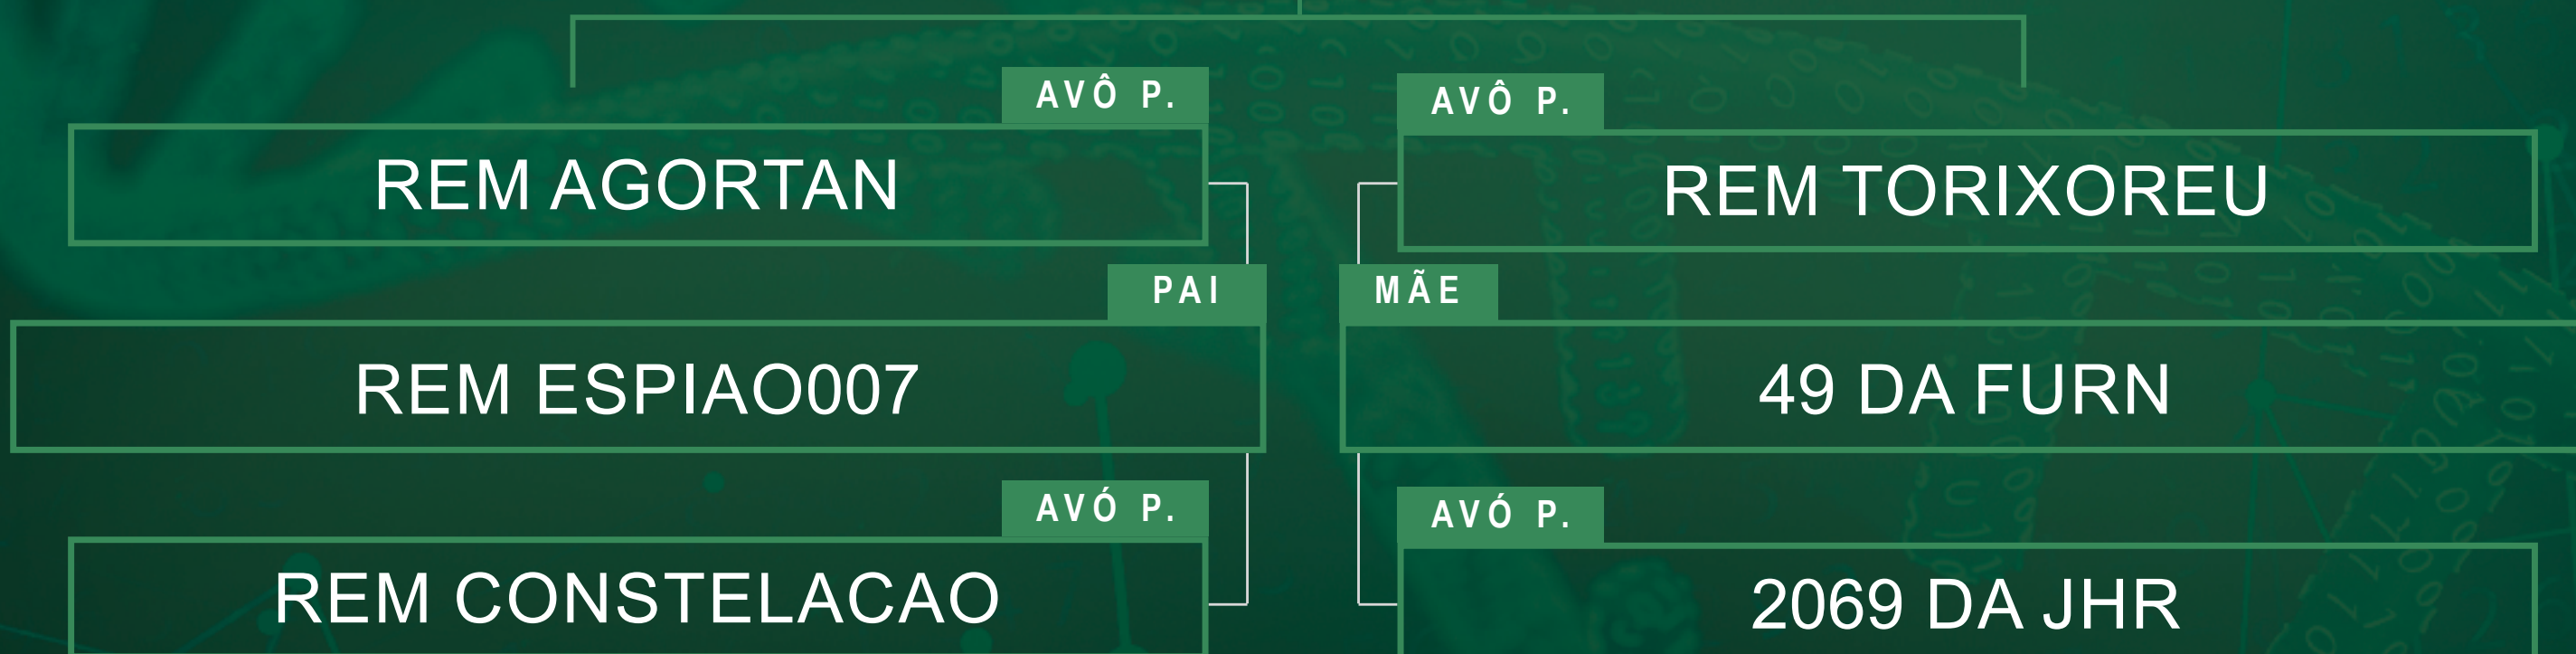 AVÔ P.
REM AGORTAN
PAI
REM ESPIAO007
AVÓ P.
REM CONSTELACAO
AVÔ P.
REM TORIXOREU
MÃE
49 DA FURN
AVÓ P.
2069 DA JHR